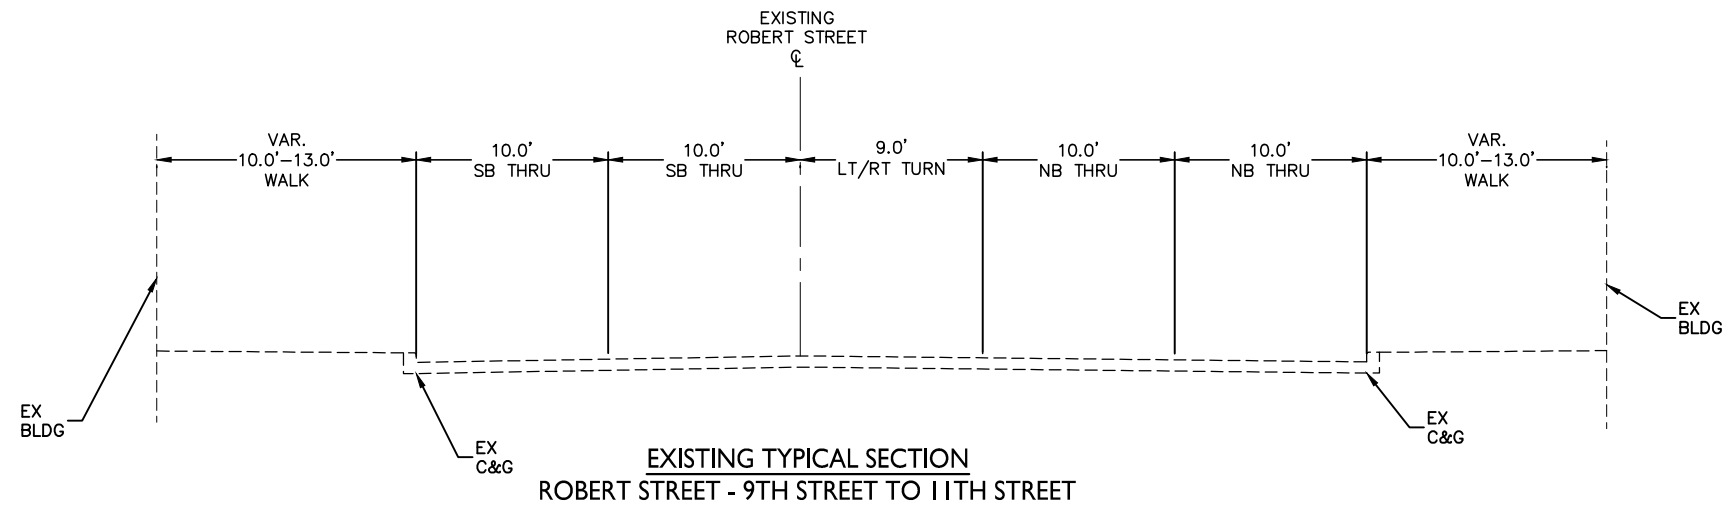 EXISTING
ROBERT STREET
℄
VAR.
10.0'-13.0'
WALK
10.0'
SB THRU
10.0'
SB THRU
9.0'
LT/RT TURN
10.0'
NB THRU
10.0'
NB THRU
VAR.
10.0'-13.0'
WALK
EX
BLDG
EX
BLDG
EX
C&G
EX
C&G
EXISTING TYPICAL SECTION
ROBERT STREET - 9TH STREET TO 11TH STREET